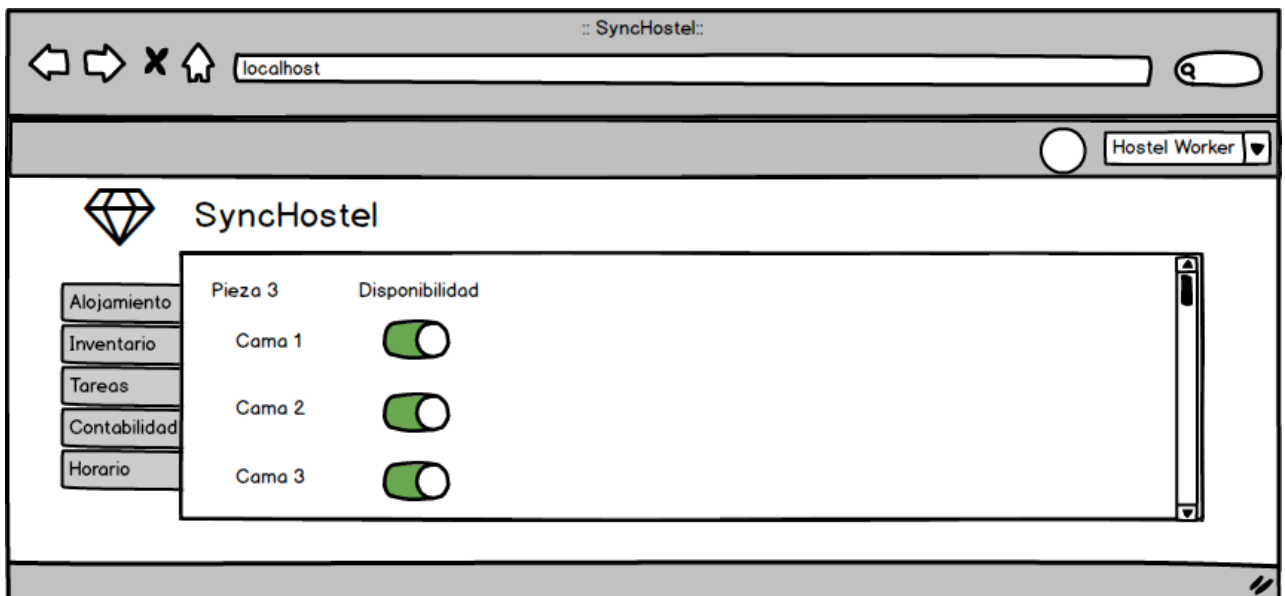 :: SyncHostel::
localhost
Hostel Worker
SyncHostel
Alojamiento
Inventario
Tareas
Contabilidad
Horario
Pieza 3 Disponibilidad
Cama 1
Cama 2
Cama 3